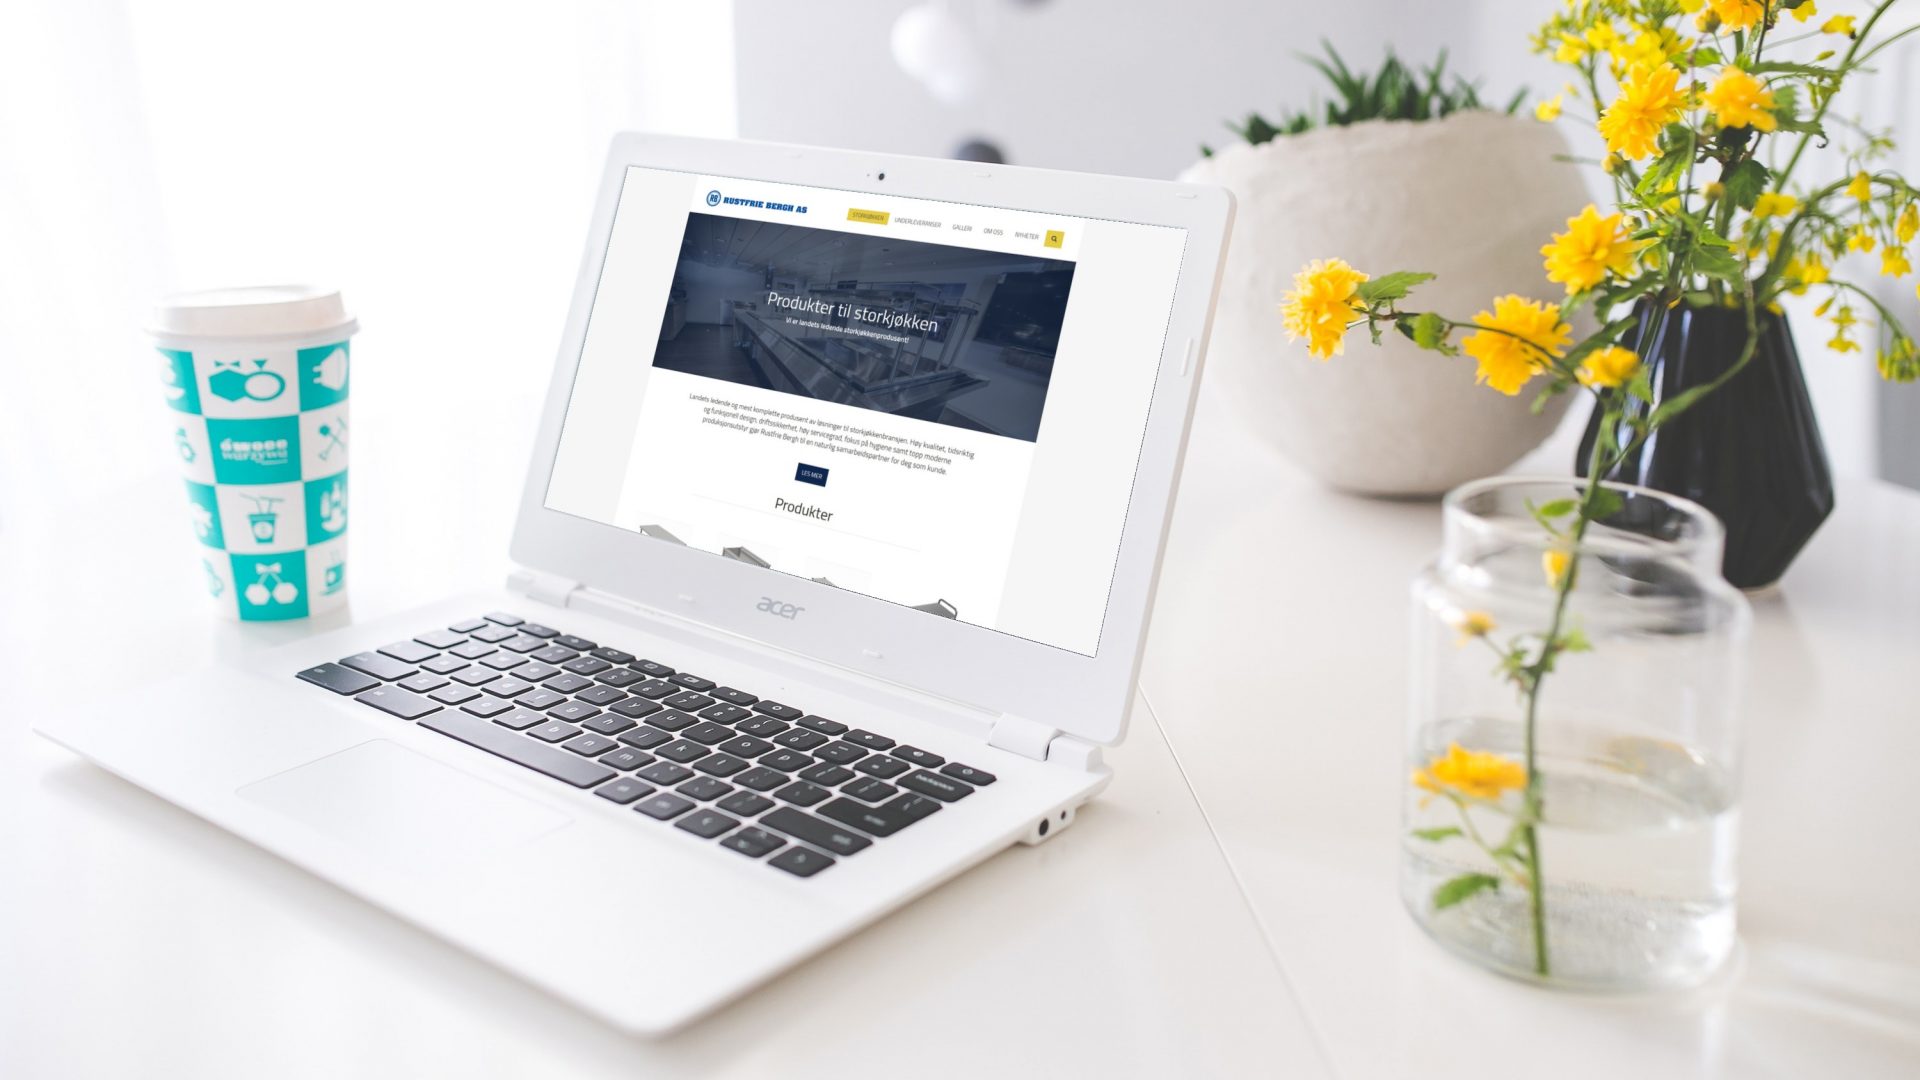 RB RUSTFRIE BERGH AS
STORKJØKKEN UNDERLEVERANSER GALLERI OM OSS NYHETER
Produkter til storkjøkken
Vi er landets ledende storkjøkkenprodusent!
Landets ledende og mest komplette produsent av løsninger til storkjøkkenbransjen. Høy kvalitet, tidsriktig
og funksjonell design, driftssikkerhet, høy servicegrad, fokus på hygiene samt topp moderne
produksjonsutstyr gjør Rustfrie Bergh til en naturlig samarbeidspartner for deg som kunde.
LES MER
Produkter
acer
backspace